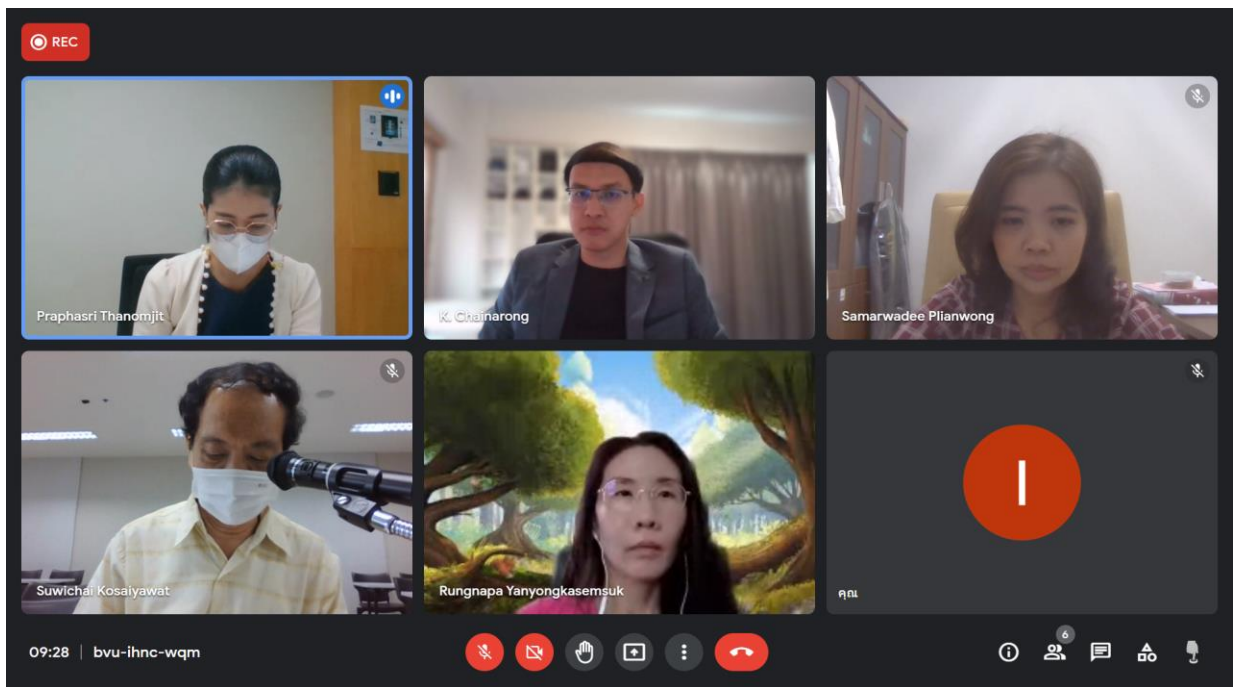 REC
Praphasri Thanomjit
K. Chainarong
Samarwadee Plianwong
Suwichai Kosaiyawat
Rungnapa Yanyongkasemsuk
I
คุณ
09:28 | bvu-ihnc-wqm
6